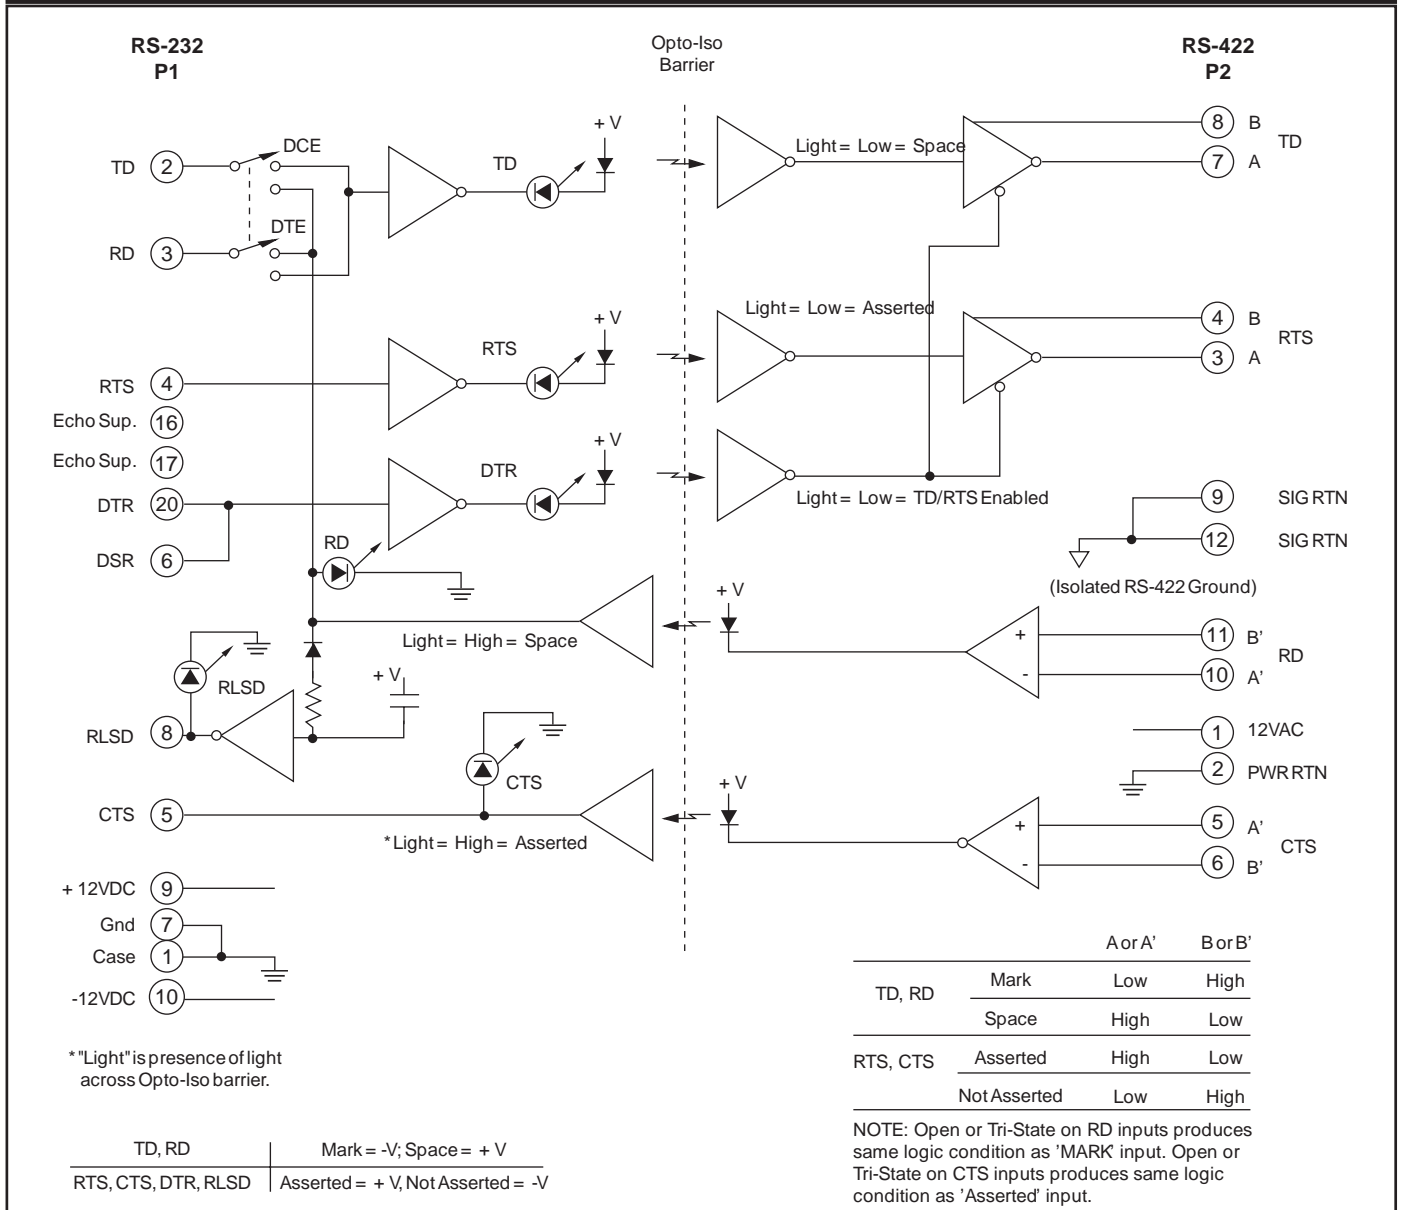 RS-232
P1
Opto-Iso
Barrier
RS-422
P2
TD 2
DCE
TD
+ V
Light = Low = Space
8 B
7 A
TD
RD 3
DTE
RTS 4
RTS
+ V
Light = Low = Asserted
4 B
3 A
RTS
Echo Sup. 16
Echo Sup. 17
DTR 20
DTR
+ V
Light = Low = TD/RTS Enabled
DSR 6
9 SIG RTN
12 SIG RTN
(Isolated RS-422 Ground)
RD
Light = High = Space
+ V
+
-
11 B'
10 A'
RD
RLSD
+ V
RLSD 8
1 12VAC
2 PWR RTN
CTS
CTS 5
*Light = High = Asserted
+ V
+
-
5 A'
6 B'
CTS
+ 12VDC 9
Gnd 7
Case 1
-12VDC 10
* "Light" is presence of light
across Opto-Iso barrier.
TD, RD Mark = -V; Space = + V
RTS, CTS, DTR, RLSD Asserted = + V, Not Asserted = -V
A or A’ B or B’
TD, RD Mark Low High
Space High Low
RTS, CTS Asserted High Low
Not Asserted Low High
NOTE: Open or Tri-State on RD inputs produces
same logic condition as ’MARK’ input. Open or
Tri-State on CTS inputs produces same logic
condition as ’Asserted’ input.